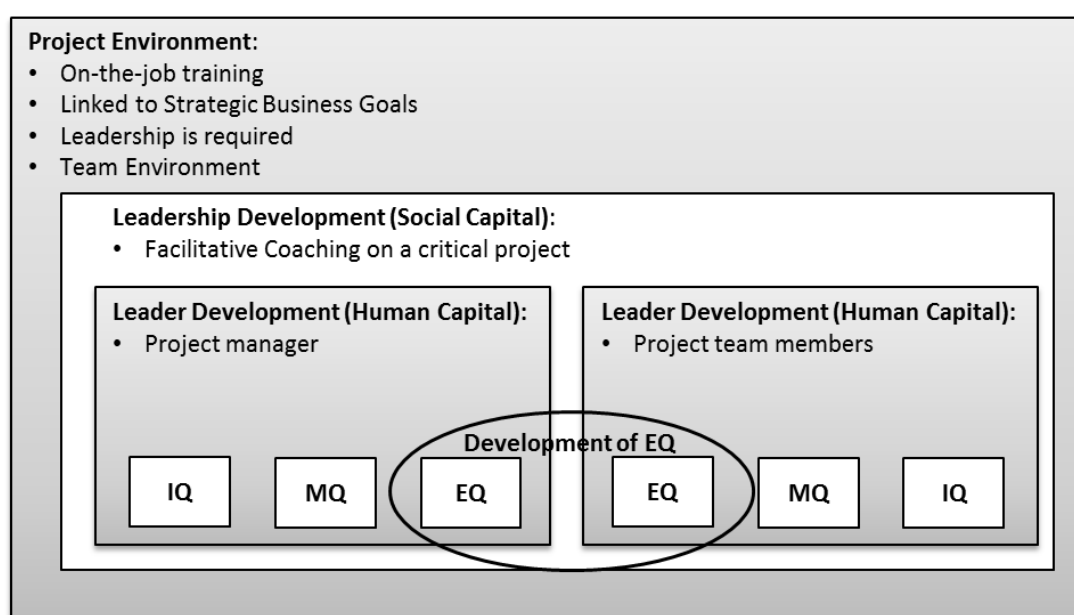 Project Environment:
• On-the-job training
• Linked to Strategic Business Goals
• Leadership is required
• Team Environment
Leadership Development (Social Capital):
• Facilitative Coaching on a critical project
Leader Development (Human Capital):
• Project manager
Leader Development (Human Capital):
• Project team members
Development of EQ
IQ
MQ
EQ
EQ
MQ
IQ